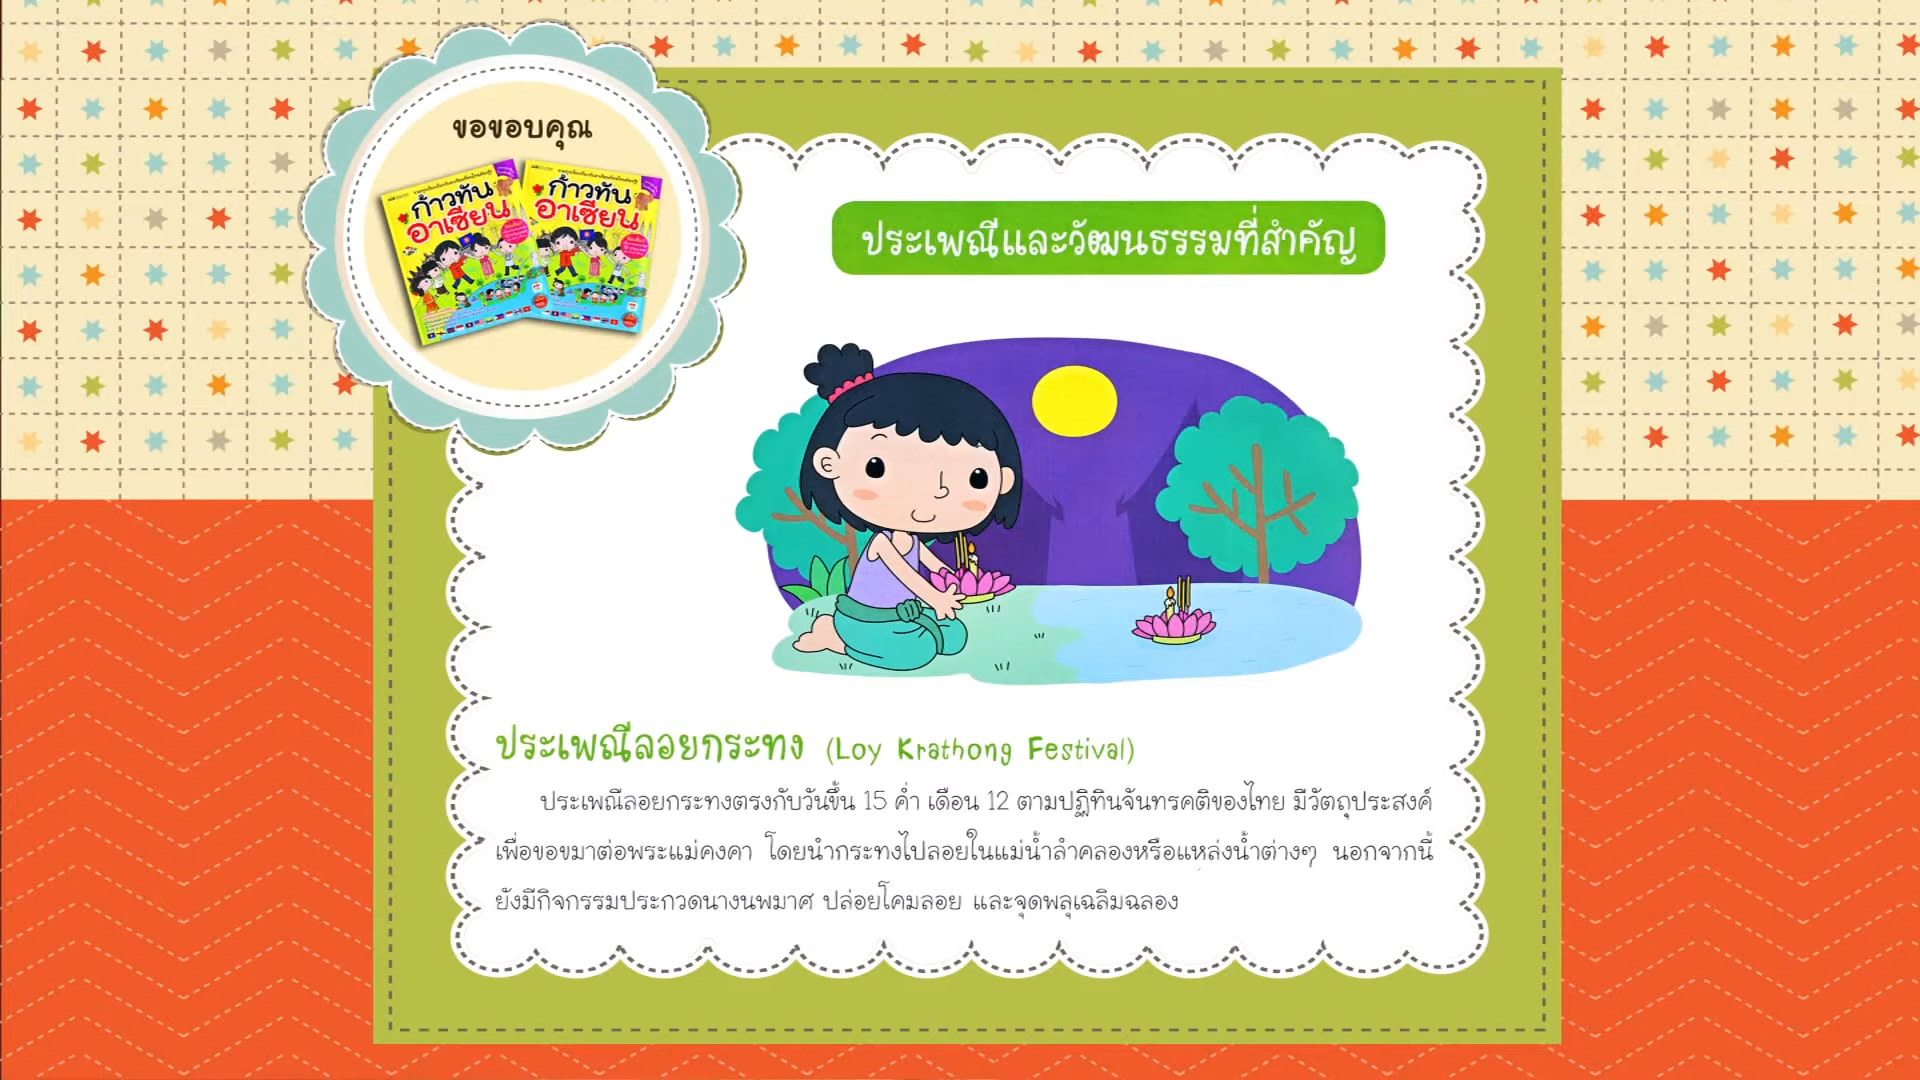 ขอขอบคุณ
ก้าวทัน
อาเซียน
ก้าวทัน
อาเซียน
ประเพณีและวัฒนธรรมที่สำคัญ
ประเพณีลอยกระทง (Loy Krathong Festival)
ประเพณีลอยกระทงตรงกับวันขึ้น 15 ค่ำ เดือน 12 ตามปฏิทินจันทรคติของไทย มีวัตถุประสงค์
เพื่อขอขมาต่อพระแม่คงคา โดยนำกระทงไปลอยในแม่น้ำลำคลองหรือแหล่งน้ำต่างๆ นอกจากนี้
ยังมีกิจกรรมประกวดนางนพมาศ ปล่อยโคมลอย และจุดพลุเฉลิมฉลอง